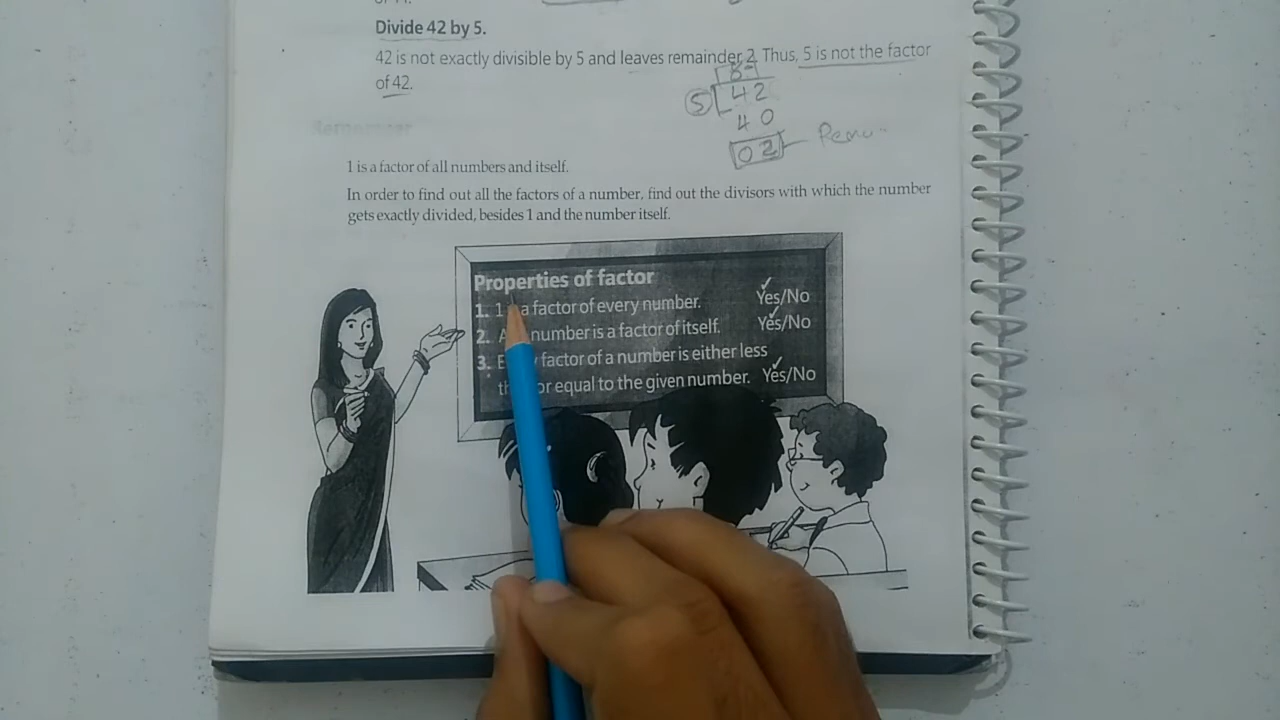 Divide 42 by 5.
42 is not exactly divisible by 5 and leaves remainder 2. Thus, 5 is not the factor
of 42.
5 42
40
02
Remember
1 is a factor of all numbers and itself.
In order to find out all the factors of a number, find out the divisors with which the number
gets exactly divided, besides 1 and the number itself.
Properties of factor
1. 1 a factor of every number. Yes/No
2. number is a factor of itself. Yes/No
3. factor of a number is either less
or equal to the given number. Yes/No